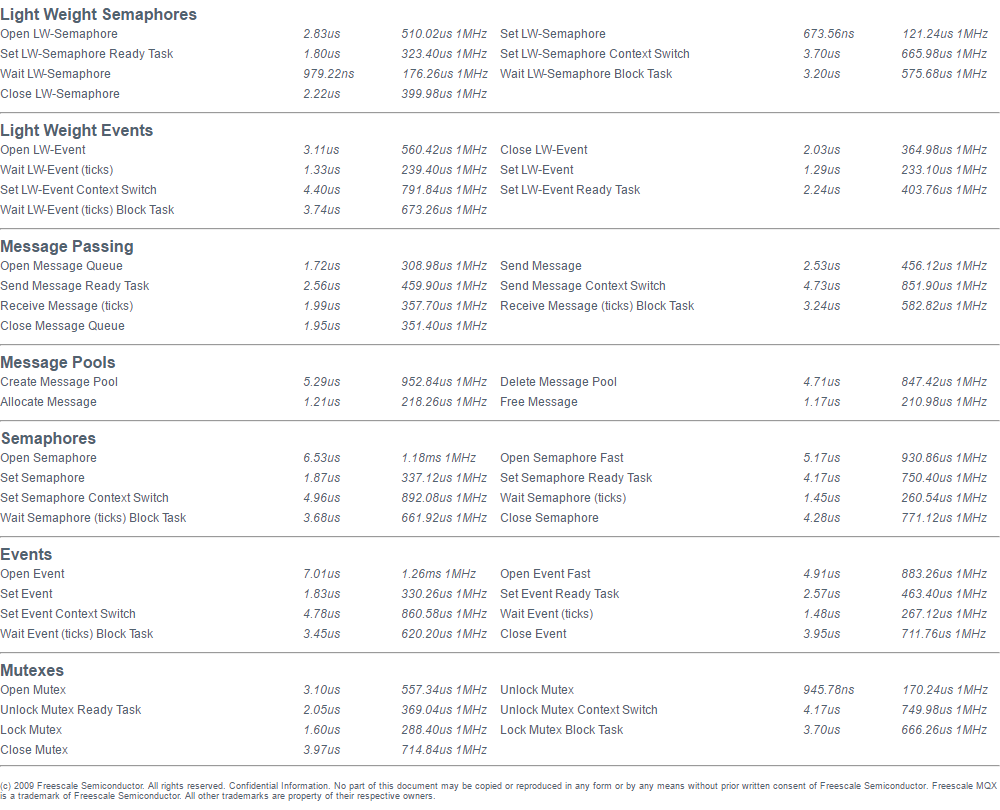 Light Weight Semaphores
Open LW-Semaphore 2.83us 510.02us 1MHz Set LW-Semaphore 673.56ns 121.24us 1MHz
Set LW-Semaphore Ready Task 1.80us 323.40us 1MHz Set LW-Semaphore Context Switch 3.70us 665.98us 1MHz
Wait LW-Semaphore 979.22ns 176.26us 1MHz Wait LW-Semaphore Block Task 3.20us 575.68us 1MHz
Close LW-Semaphore 2.22us 399.98us 1MHz
Light Weight Events
Open LW-Event 3.11us 560.42us 1MHz Close LW-Event 2.03us 364.98us 1MHz
Wait LW-Event (ticks) 1.33us 239.40us 1MHz Set LW-Event 1.29us 233.10us 1MHz
Set LW-Event Context Switch 4.40us 791.84us 1MHz Set LW-Event Ready Task 2.24us 403.76us 1MHz
Wait LW-Event (ticks) Block Task 3.74us 673.26us 1MHz
Message Passing
Open Message Queue 1.72us 308.98us 1MHz Send Message 2.53us 456.12us 1MHz
Send Message Ready Task 2.56us 459.90us 1MHz Send Message Context Switch 4.73us 851.90us 1MHz
Receive Message (ticks) 1.99us 357.70us 1MHz Receive Message (ticks) Block Task 3.24us 582.82us 1MHz
Close Message Queue 1.95us 351.40us 1MHz
Message Pools
Create Message Pool 5.29us 952.84us 1MHz Delete Message Pool 4.71us 847.42us 1MHz
Allocate Message 1.21us 218.26us 1MHz Free Message 1.17us 210.98us 1MHz
Semaphores
Open Semaphore 6.53us 1.18ms 1MHz Open Semaphore Fast 5.17us 930.86us 1MHz
Set Semaphore 1.87us 337.12us 1MHz Set Semaphore Ready Task 4.17us 750.40us 1MHz
Set Semaphore Context Switch 4.96us 892.08us 1MHz Wait Semaphore (ticks) 1.45us 260.54us 1MHz
Wait Semaphore (ticks) Block Task 3.68us 661.92us 1MHz Close Semaphore 4.28us 771.12us 1MHz
Events
Open Event 7.01us 1.26ms 1MHz Open Event Fast 4.91us 883.26us 1MHz
Set Event 1.83us 330.26us 1MHz Set Event Ready Task 2.57us 463.40us 1MHz
Set Event Context Switch 4.78us 860.58us 1MHz Wait Event (ticks) 1.48us 267.12us 1MHz
Wait Event (ticks) Block Task 3.45us 620.20us 1MHz Close Event 3.95us 711.76us 1MHz
Mutexes
Open Mutex 3.10us 557.34us 1MHz Unlock Mutex 945.78ns 170.24us 1MHz
Unlock Mutex Ready Task 2.05us 369.04us 1MHz Unlock Mutex Context Switch 4.17us 749.98us 1MHz
Lock Mutex 1.60us 288.40us 1MHz Lock Mutex Block Task 3.70us 666.26us 1MHz
Close Mutex 3.97us 714.84us 1MHz
(c) 2009 Freescale Semiconductor. All rights reserved. Confidential Information. No part of this document may be copied or reproduced in any form or by any means without prior written consent of Freescale Semiconductor. Freescale MQX
is a trademark of Freescale Semiconductor. All other trademarks are property of their respective owners.